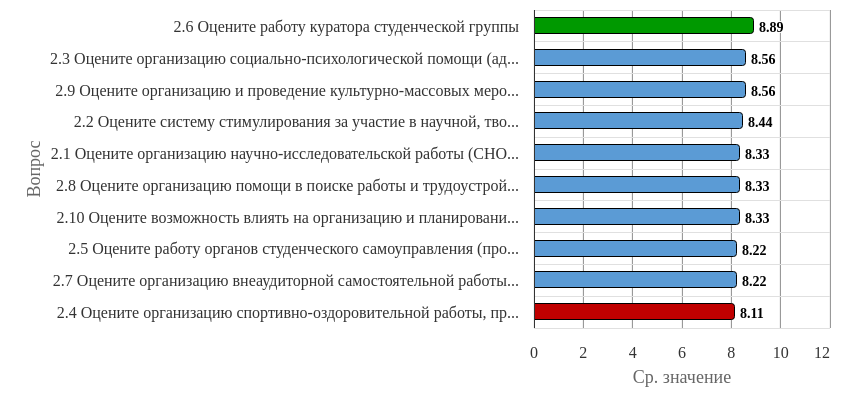 2.6 Оцените работу куратора студенческой группы 8.89
2.3 Оцените организацию социально-психологической помощи (ад... 8.56
2.9 Оцените организацию и проведение культурно-массовых меро... 8.56
2.2 Оцените систему стимулирования за участие в научной, тво... 8.44
2.1 Оцените организацию научно-исследовательской работы (СНО... 8.33
2.8 Оцените организацию помощи в поиске работы и трудоустрой... 8.33
2.10 Оцените возможность влиять на организацию и планировани... 8.33
2.5 Оцените работу органов студенческого самоуправления (про... 8.22
2.7 Оцените организацию внеаудиторной самостоятельной работы... 8.22
2.4 Оцените организацию спортивно-оздоровительной работы, пр... 8.11
Вопрос
0 2 4 6 8 10 12
Ср. значение